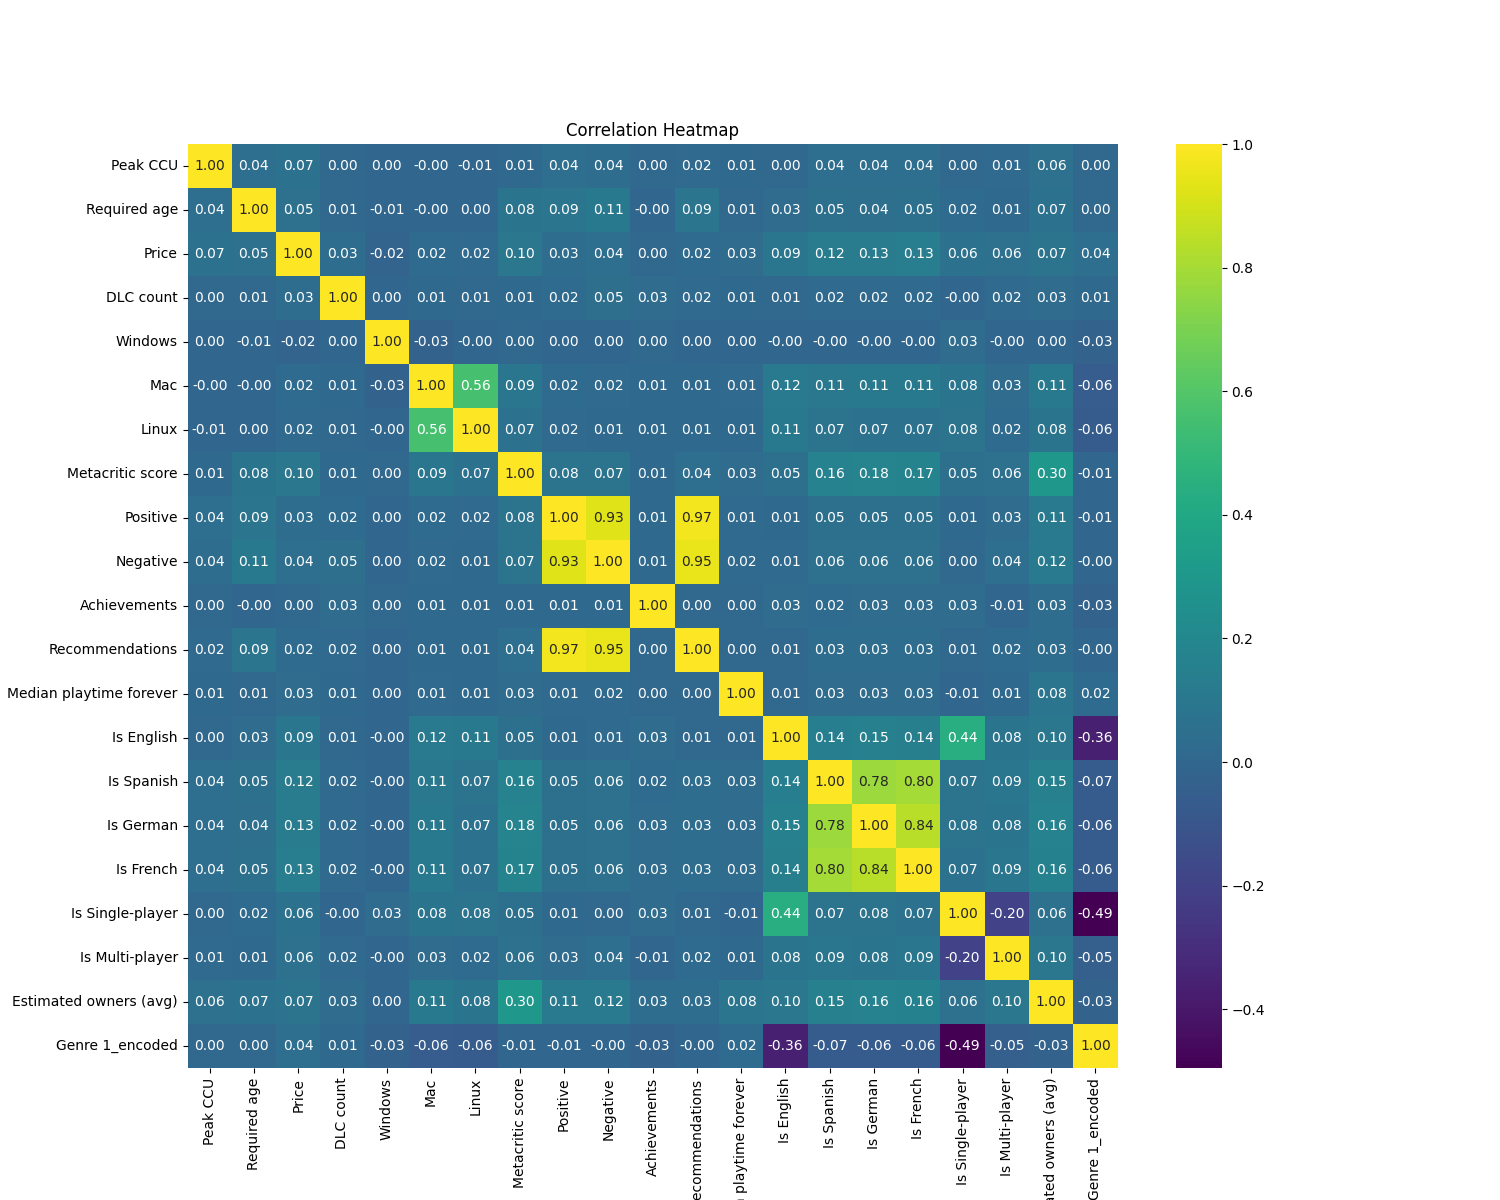 Correlation Heatmap
Peak CCU 1.00 0.04 0.07 0.00 0.00 -0.00 -0.01 0.01 0.04 0.04 0.00 0.02 0.01 0.00 0.04 0.04 0.04 0.00 0.01 0.06 0.00
Required age 0.04 1.00 0.05 0.01 -0.01 -0.00 0.00 0.08 0.09 0.11 -0.00 0.09 0.01 0.03 0.05 0.04 0.05 0.02 0.01 0.07 0.00
Price 0.07 0.05 1.00 0.03 -0.02 0.02 0.02 0.10 0.03 0.04 0.00 0.02 0.03 0.09 0.12 0.13 0.13 0.06 0.06 0.07 0.04
DLC count 0.00 0.01 0.03 1.00 0.00 0.01 0.01 0.01 0.02 0.05 0.03 0.02 0.01 0.01 0.02 0.02 0.02 -0.00 0.02 0.03 0.01
Windows 0.00 -0.01 -0.02 0.00 1.00 -0.03 -0.00 0.00 0.00 0.00 0.00 0.00 0.00 -0.00 -0.00 -0.00 -0.00 0.03 -0.00 0.00 -0.03
Mac -0.00 -0.00 0.02 0.01 -0.03 1.00 0.56 0.09 0.02 0.02 0.01 0.01 0.01 0.12 0.11 0.11 0.11 0.08 0.03 0.11 -0.06
Linux -0.01 0.00 0.02 0.01 -0.00 0.56 1.00 0.07 0.02 0.01 0.01 0.01 0.01 0.11 0.07 0.07 0.07 0.08 0.02 0.08 -0.06
Metacritic score 0.01 0.08 0.10 0.01 0.00 0.09 0.07 1.00 0.08 0.07 0.01 0.04 0.03 0.05 0.16 0.18 0.17 0.05 0.06 0.30 -0.01
Positive 0.04 0.09 0.03 0.02 0.00 0.02 0.02 0.08 1.00 0.93 0.01 0.97 0.01 0.01 0.05 0.05 0.05 0.01 0.03 0.11 -0.01
Negative 0.04 0.11 0.04 0.05 0.00 0.02 0.01 0.07 0.93 1.00 0.01 0.95 0.02 0.01 0.06 0.06 0.06 0.00 0.04 0.12 -0.00
Achievements 0.00 -0.00 0.00 0.03 0.00 0.01 0.01 0.01 0.01 0.01 1.00 0.00 0.00 0.03 0.02 0.03 0.03 0.03 -0.01 0.03 -0.03
Recommendations 0.02 0.09 0.02 0.02 0.00 0.01 0.01 0.04 0.97 0.95 0.00 1.00 0.00 0.01 0.03 0.03 0.03 0.01 0.02 0.03 -0.00
Median playtime forever 0.01 0.01 0.03 0.01 0.00 0.01 0.01 0.03 0.01 0.02 0.00 0.00 1.00 0.01 0.03 0.03 0.03 -0.01 0.01 0.08 0.02
Is English 0.00 0.03 0.09 0.01 -0.00 0.12 0.11 0.05 0.01 0.01 0.03 0.01 0.01 1.00 0.14 0.15 0.14 0.44 0.08 0.10 -0.36
Is Spanish 0.04 0.05 0.12 0.02 -0.00 0.11 0.07 0.16 0.05 0.06 0.02 0.03 0.03 0.14 1.00 0.78 0.80 0.07 0.09 0.15 -0.07
Is German 0.04 0.04 0.13 0.02 -0.00 0.11 0.07 0.18 0.05 0.06 0.03 0.03 0.03 0.15 0.78 1.00 0.84 0.08 0.08 0.16 -0.06
Is French 0.04 0.05 0.13 0.02 -0.00 0.11 0.07 0.17 0.05 0.06 0.03 0.03 0.03 0.14 0.80 0.84 1.00 0.07 0.09 0.16 -0.06
Is Single-player 0.00 0.02 0.06 -0.00 0.03 0.08 0.08 0.05 0.01 0.00 0.03 0.01 -0.01 0.44 0.07 0.08 0.07 1.00 -0.20 0.06 -0.49
Is Multi-player 0.01 0.01 0.06 0.02 -0.00 0.03 0.02 0.06 0.03 0.04 -0.01 0.02 0.01 0.08 0.09 0.08 0.09 -0.20 1.00 0.10 -0.05
Estimated owners (avg) 0.06 0.07 0.07 0.03 0.00 0.11 0.08 0.30 0.11 0.12 0.03 0.03 0.08 0.10 0.15 0.16 0.16 0.06 0.10 1.00 -0.03
Genre 1_encoded 0.00 0.00 0.04 0.01 -0.03 -0.06 -0.06 -0.01 -0.01 -0.00 -0.03 -0.00 0.02 -0.36 -0.07 -0.06 -0.06 -0.49 -0.05 -0.03 1.00
Peak CCU
Required age
Price
DLC count
Windows
Mac
Linux
Metacritic score
Positive
Negative
Achievements
ecommendations
playtime forever
Is English
Is Spanish
Is German
Is French
Is Single-player
Is Multi-player
ated owners (avg)
Genre 1_encoded
1.0
0.8
0.6
0.4
0.2
0.0
−0.2
−0.4